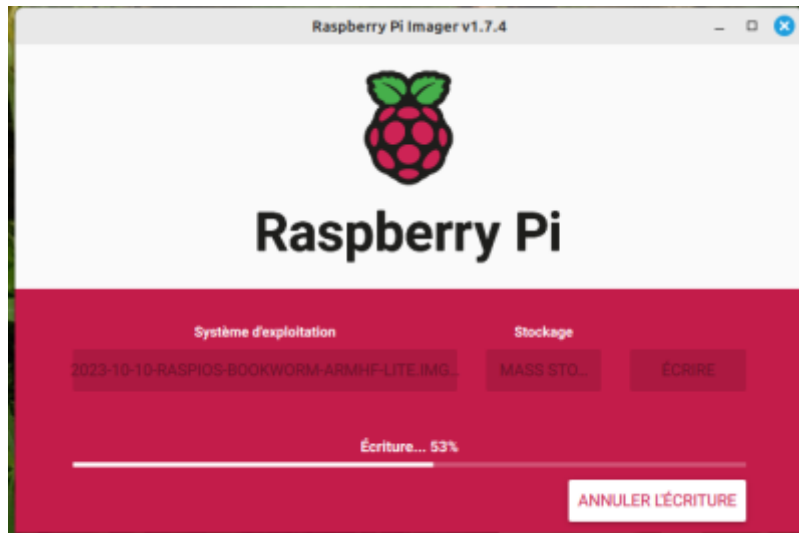 Raspberry Pi Imager v1.7.4
Raspberry Pi
Système d'exploitation
Stockage
2023-10-10-RASPIOS-BOOKWORM-ARMHF-LITE.IMG...
MASS STO...
ÉCRIRE
Écriture... 53%
ANNULER L'ÉCRITURE